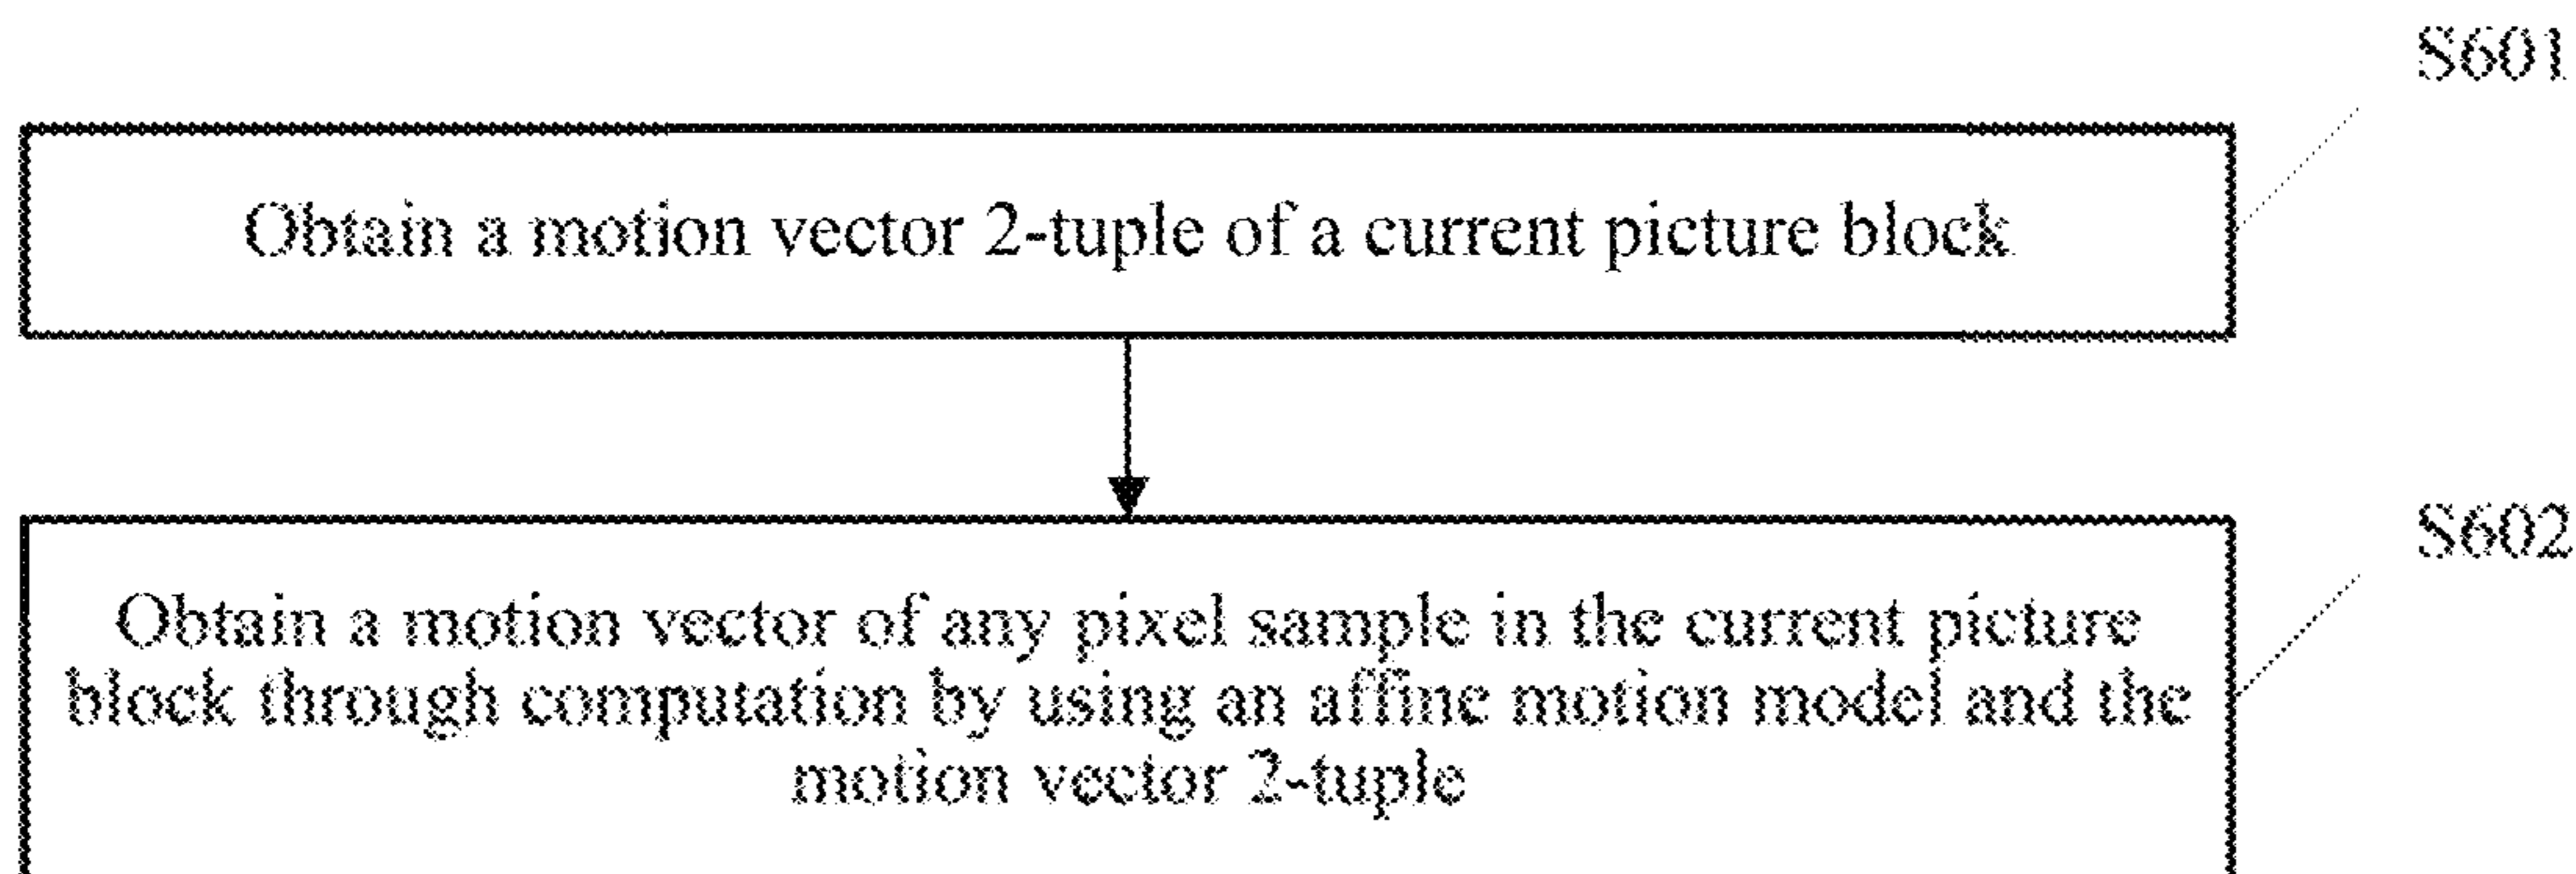 S601
Obtain a motion vector 2-tuple of a current picture block
S602
Obtain a motion vector of any pixel sample in the current picture
block through computation by using an affine motion model and the
motion vector 2-tuple